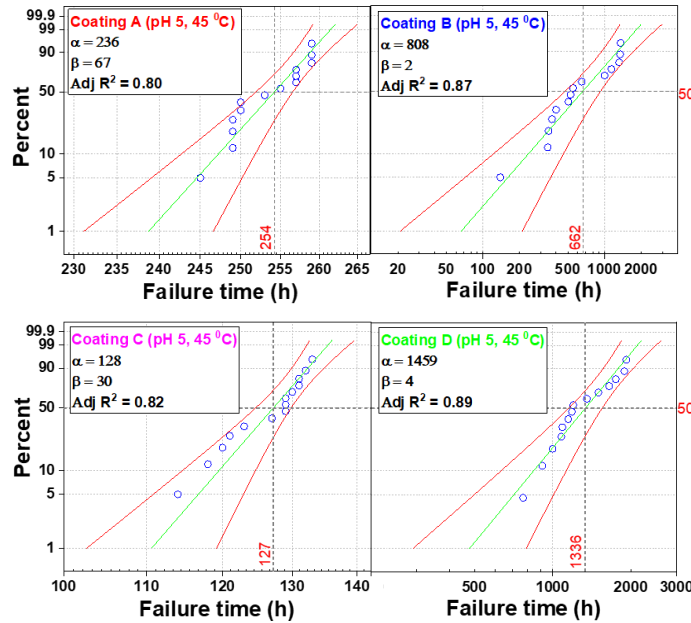 Coating A (pH 5, 45 ⁰C)
α = 236
β = 67
Adj R² = 0.80
99.9
99
90
50
10
5
1
Percent
254
230 235 240 245 250 255 260 265
Failure time (h)
Coating B (pH 5, 45 ⁰C)
α = 808
β = 2
Adj R² = 0.87
50
662
20 100 200 500 1000 2000
Failure time (h)
Coating C (pH 5, 45 ⁰C)
α = 128
β = 30
Adj R² = 0.82
99.9
99
90
50
10
5
1
Percent
127
100 110 120 130 140
Failure time (h)
Coating D (pH 5, 45 ⁰C)
α = 1459
β = 4
Adj R² = 0.89
50
1336
500 1000 2000 3000
Failure time (h)